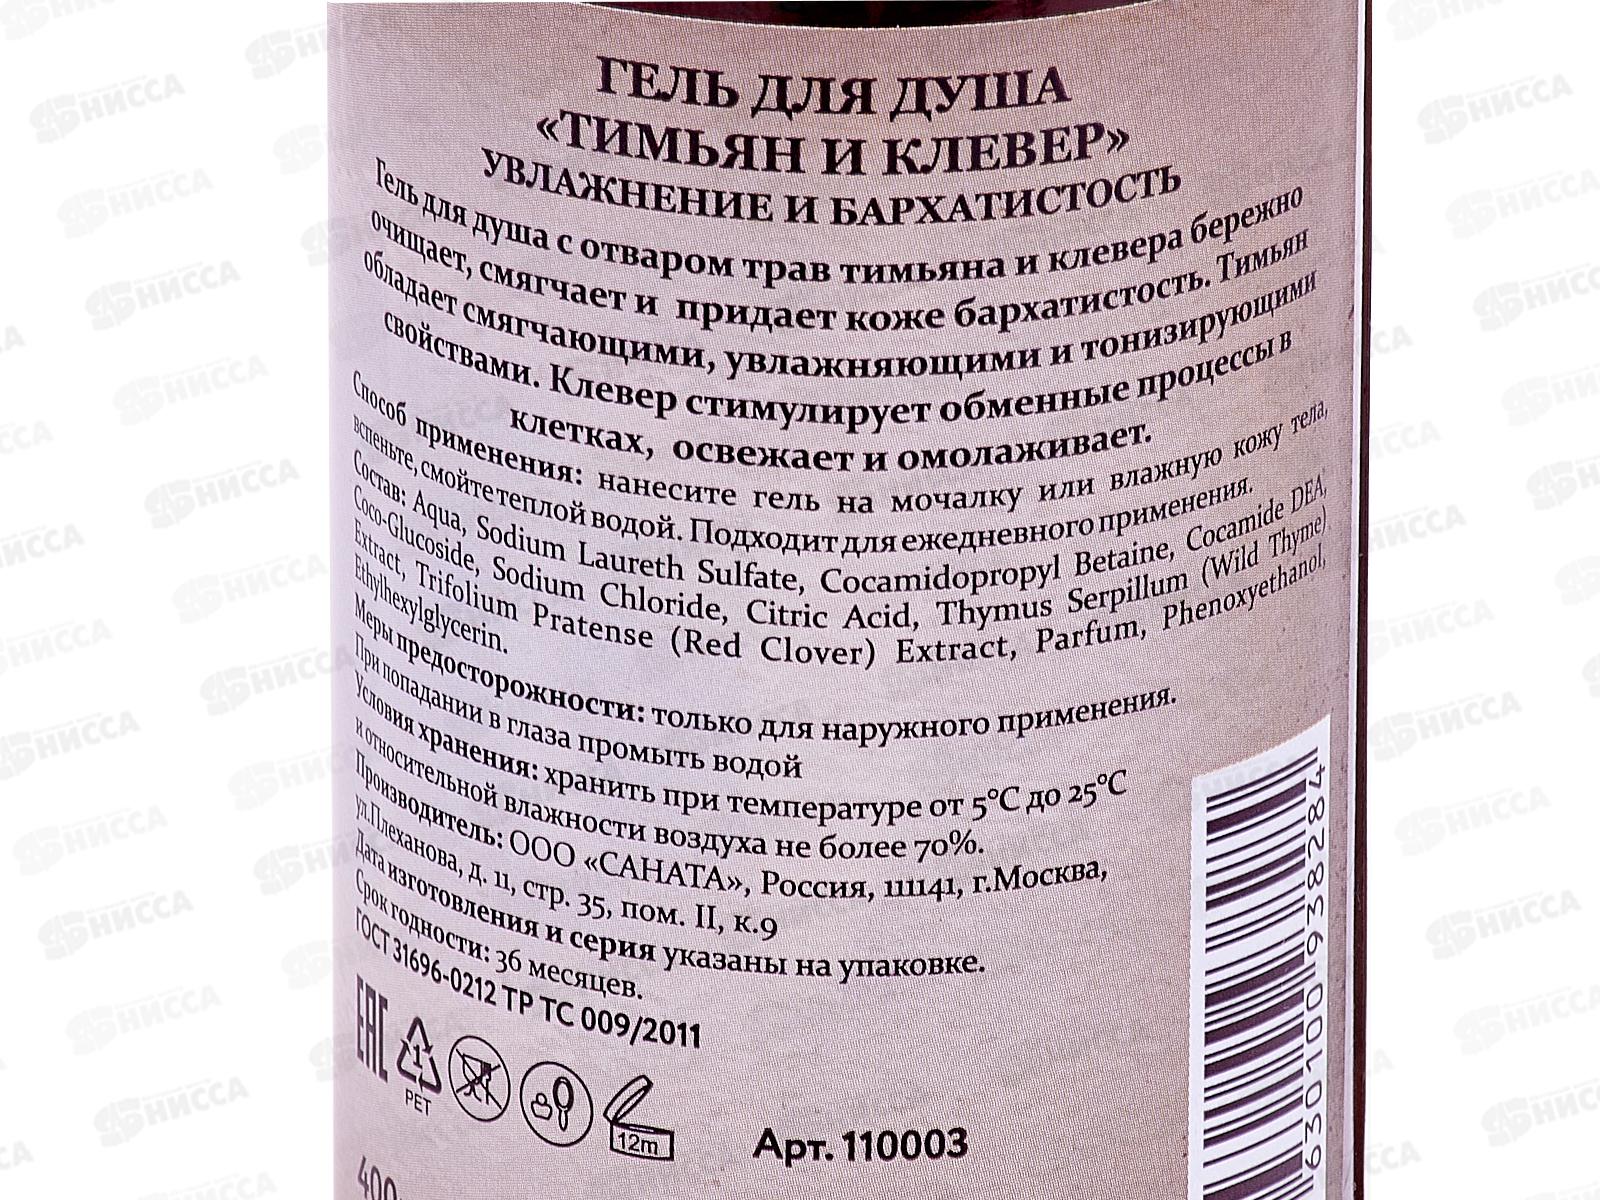 ГЕЛЬ ДЛЯ ДУША
«ТИМЬЯН И КЛЕВЕР»
УВЛАЖНЕНИЕ И БАРХАТИСТОСТЬ
Гель для душа с отваром трав тимьяна и клевера бережно
очищает, смягчает и придает коже бархатистость. Тимьян
обладает смягчающими, увлажняющими и тонизирующими
свойствами. Клевер стимулирует обменные процессы в
клетках, освежает и омолаживает.
Способ применения: нанесите гель на мочалку или влажную кожу тела,
вспеньте, смойте теплой водой. Подходит для ежедневного применения.
Состав: Aqua, Sodium Laureth Sulfate, Cocamidopropyl Betaine, Cocamide DEA,
Coco-Glucoside, Sodium Chloride, Citric Acid, Thymus Serpillum (Wild Thyme)
Extract, Trifolium Pratense (Red Clover) Extract, Parfum, Phenoxyethanol,
Ethylhexylglycerin.
Меры предосторожности: только для наружного применения.
При попадании в глаза промыть водой
Условия хранения: хранить при температуре от 5°C до 25°C
и относительной влажности воздуха не более 70%.
Производитель: ООО «САНАТА», Россия, 111141, г.Москва,
ул.Плеханова, д. 11, стр. 35, пом. II, к.9
Дата изготовления и серия указаны на упаковке.
Срок годности: 36 месяцев.
ГОСТ 31696-0212 ТР ТС 009/2011
EAC
1
PET
12m
Арт. 110003
400
630100 938284
НИССА